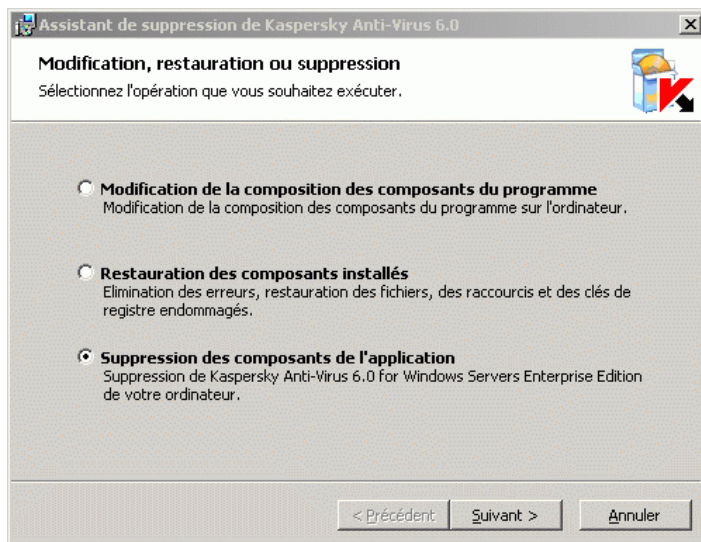 Assistant de suppression de Kaspersky Anti-Virus 6.0
Modification, restauration ou suppression
Sélectionnez l'opération que vous souhaitez exécuter.
Modification de la composition des composants du programme
Modification de la composition des composants du programme sur l'ordinateur.
Restauration des composants installés
Elimination des erreurs, restauration des fichiers, des raccourcis et des clés de
registre endommagés.
Suppression des composants de l'application
Suppression de Kaspersky Anti-Virus 6.0 for Windows Servers Enterprise Edition
de votre ordinateur.
< Précédent Suivant > Annuler